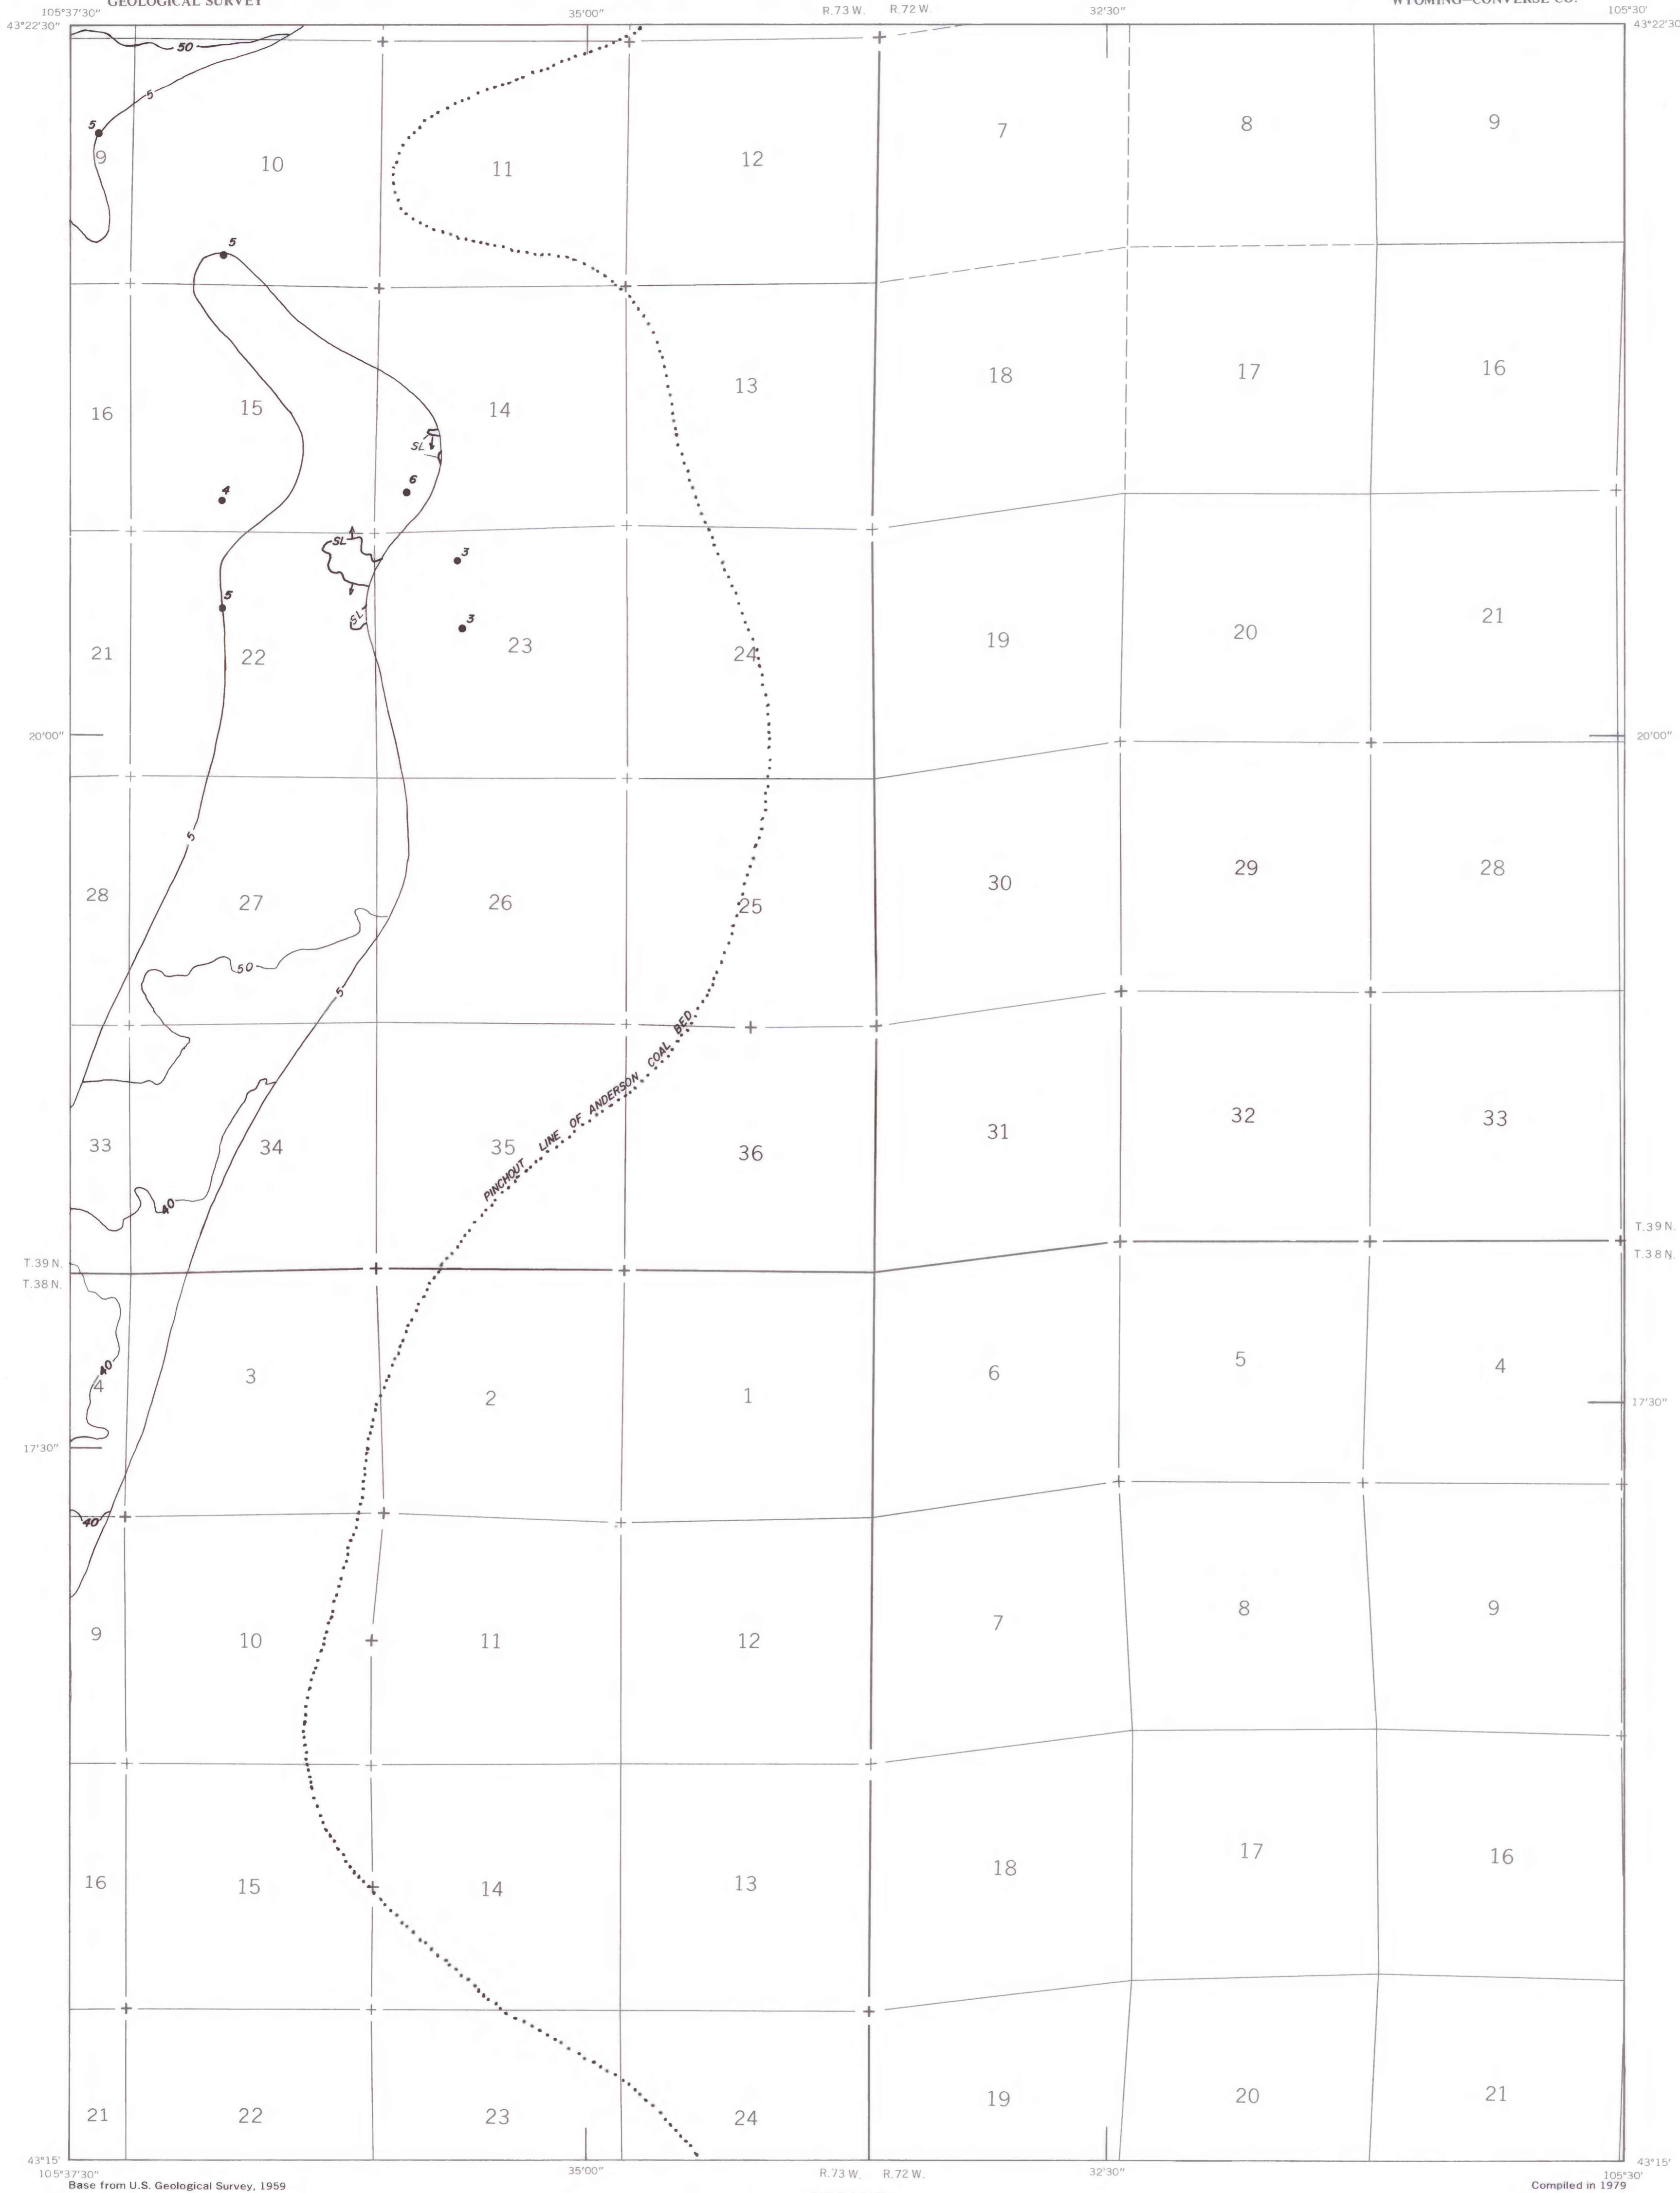 GEOLOGICAL SURVEY
WYOMING—CONVERSE CO.
105°37'30" 35'00" R.73 W. R.72 W. 32'30" 105°30'
43°22'30" 43°22'30"
50
5
5
9 10 11 12 7 8 9
5
16 15 14 13 18 17 16
SL
4 6
SL 3
5 3
SL
21 22 23 24 19 20 21
20'00" 20'00"
5
28 27 26 25 30 29 28
50
5
PINCHOUT LINE OF ANDERSON COAL BED
33 34 35 36 31 32 33
40
T.39 N. T.39 N.
T.38 N. T.38 N.
40
4 3 2 1 6 5 4
17'30" 17'30"
40
9 10 11 12 7 8 9
16 15 14 13 18 17 16
21 22 23 24 19 20 21
43°15' 43°15'
105°37'30" 35'00" R.73 W. R.72 W. 32'30" 105°30'
Base from U.S. Geological Survey, 1959 Compiled in 1979